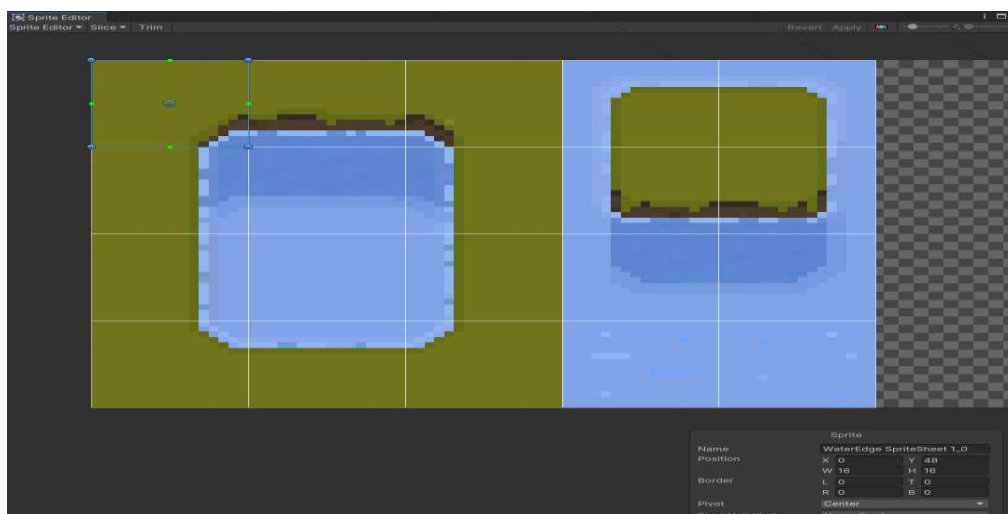 Sprite Editor
Sprite Editor Slice Trim Revert Apply
Sprite
Name WaterEdge SpriteSheet 1_0
Position X 0 Y 48
W 16 H 16
Border L 0 T 0
R 0 B 0
Pivot Center